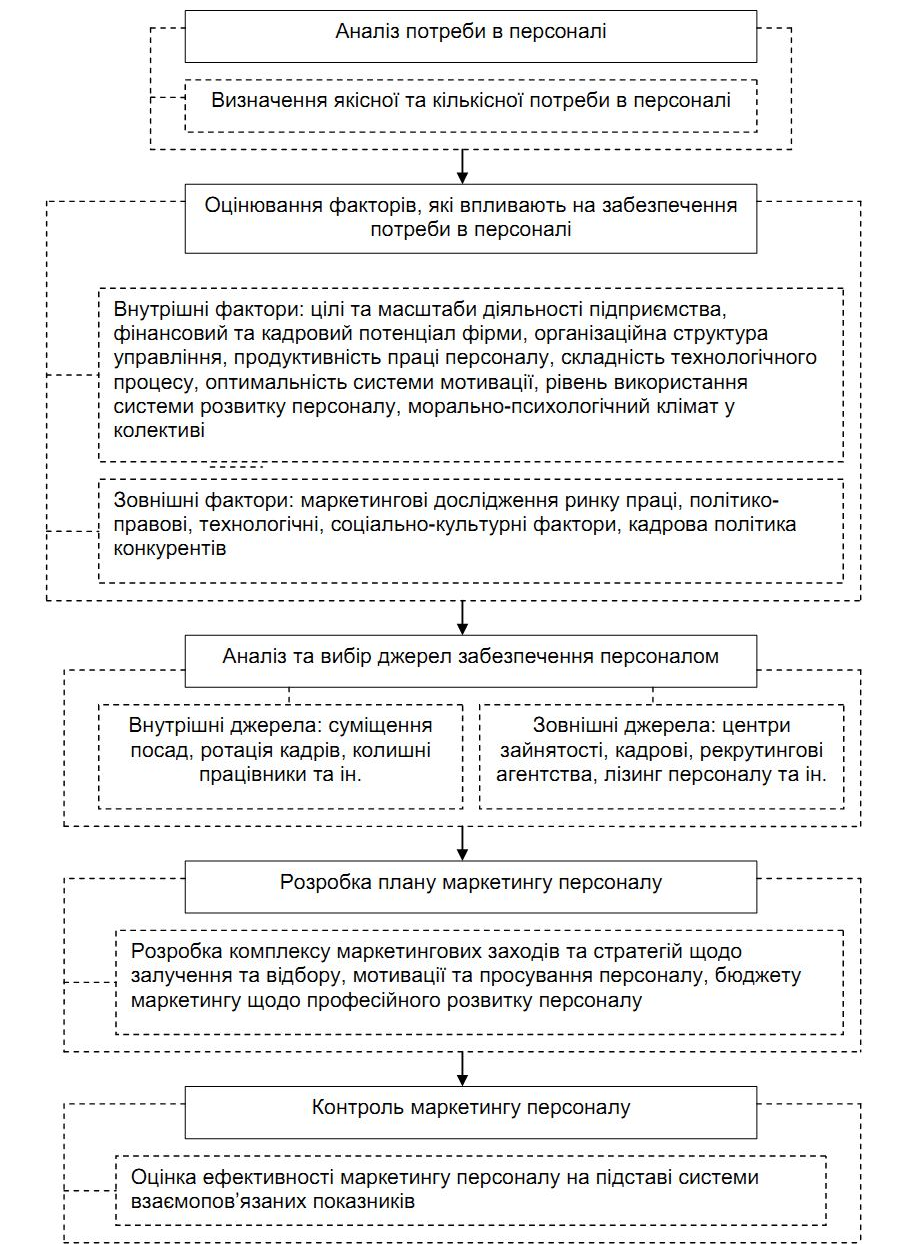 Аналіз потреби в персоналі
Визначення якісної та кількісної потреби в персоналі
Оцінювання факторів, які впливають на забезпечення
потреби в персоналі
Внутрішні фактори: цілі та масштаби діяльності підприємства,
фінансовий та кадровий потенціал фірми, організаційна структура
управління, продуктивність праці персоналу, складність технологічного
процесу, оптимальність системи мотивації, рівень використання
системи розвитку персоналу, морально-психологічний клімат у
колективі
Зовнішні фактори: маркетингові дослідження ринку праці, політико-
правові, технологічні, соціально-культурні фактори, кадрова політика
конкурентів
Аналіз та вибір джерел забезпечення персоналом
Внутрішні джерела: суміщення
посад, ротація кадрів, колишні
працівники та ін.
Зовнішні джерела: центри
зайнятості, кадрові, рекрутингові
агентства, лізинг персоналу та ін.
Розробка плану маркетингу персоналу
Розробка комплексу маркетингових заходів та стратегій щодо
залучення та відбору, мотивації та просування персоналу, бюджету
маркетингу щодо професійного розвитку персоналу
Контроль маркетингу персоналу
Оцінка ефективності маркетингу персоналу на підставі системи
взаємопов’язаних показників